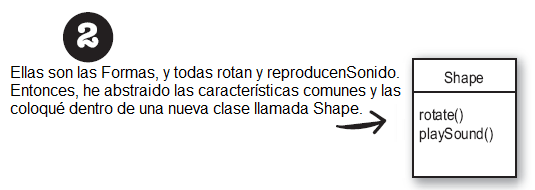 2
Ellas son las Formas, y todas rotan y reproducenSonido.
Entonces, he abstraido las características comunes y las
coloqué dentro de una nueva clase llamada Shape.
Shape
rotate()
playSound()